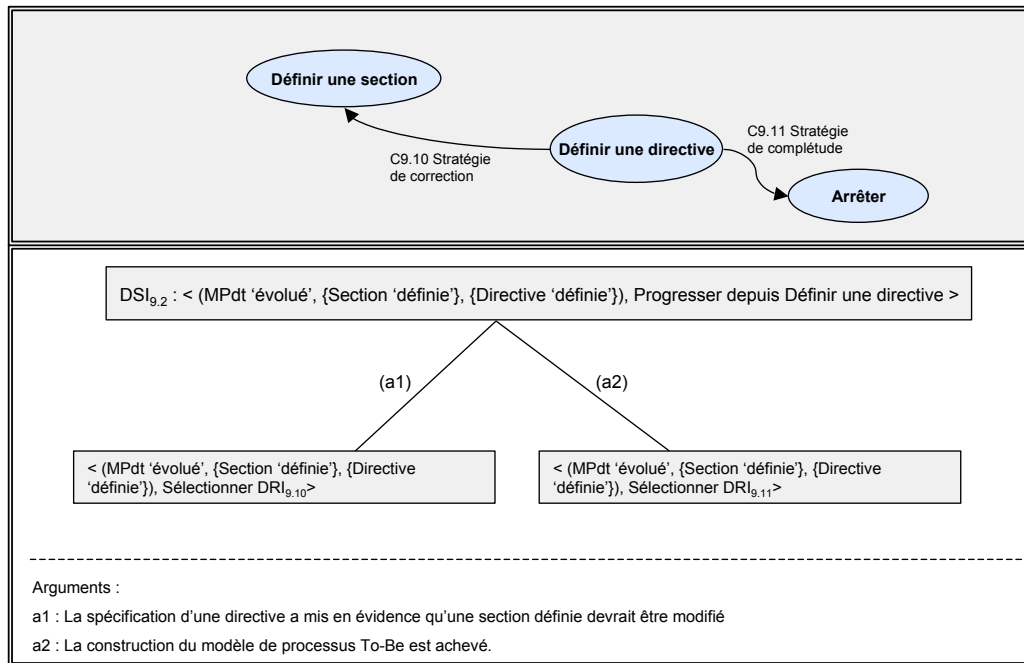 Définir une section
Définir une directive
C9.11 Stratégie
de complétude
C9.10 Stratégie
de correction
Arrêter
DSI9.2 : < (MPdt ‘évolué’, {Section ‘définie’}, {Directive ‘définie’}), Progresser depuis Définir une directive >
(a1)
(a2)
< (MPdt ‘évolué’, {Section ‘définie’}, {Directive
‘définie’}), Sélectionner DRI9.10>
< (MPdt ‘évolué’, {Section ‘définie’}, {Directive
‘définie’}), Sélectionner DRI9.11>
Arguments :
a1 : La spécification d’une directive a mis en évidence qu’une section définie devrait être modifié
a2 : La construction du modèle de processus To-Be est achevé.